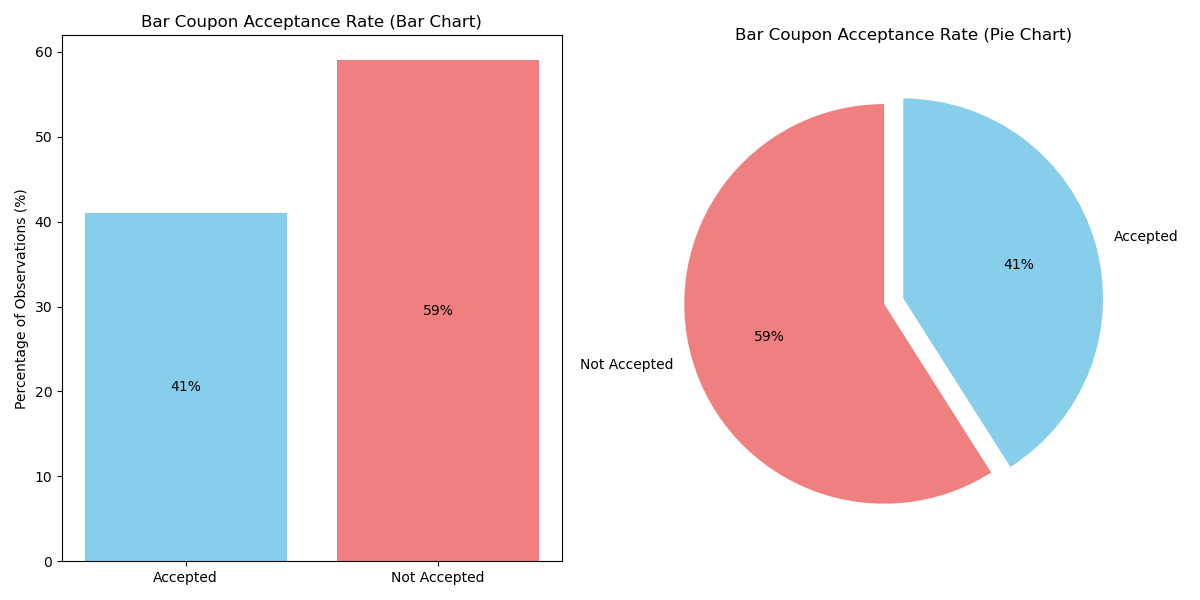 Bar Coupon Acceptance Rate (Bar Chart)
Percentage of Observations (%)
60
50
40
30
20
10
0
41%
59%
Accepted
Not Accepted
Bar Coupon Acceptance Rate (Pie Chart)
Accepted
41%
59%
Not Accepted